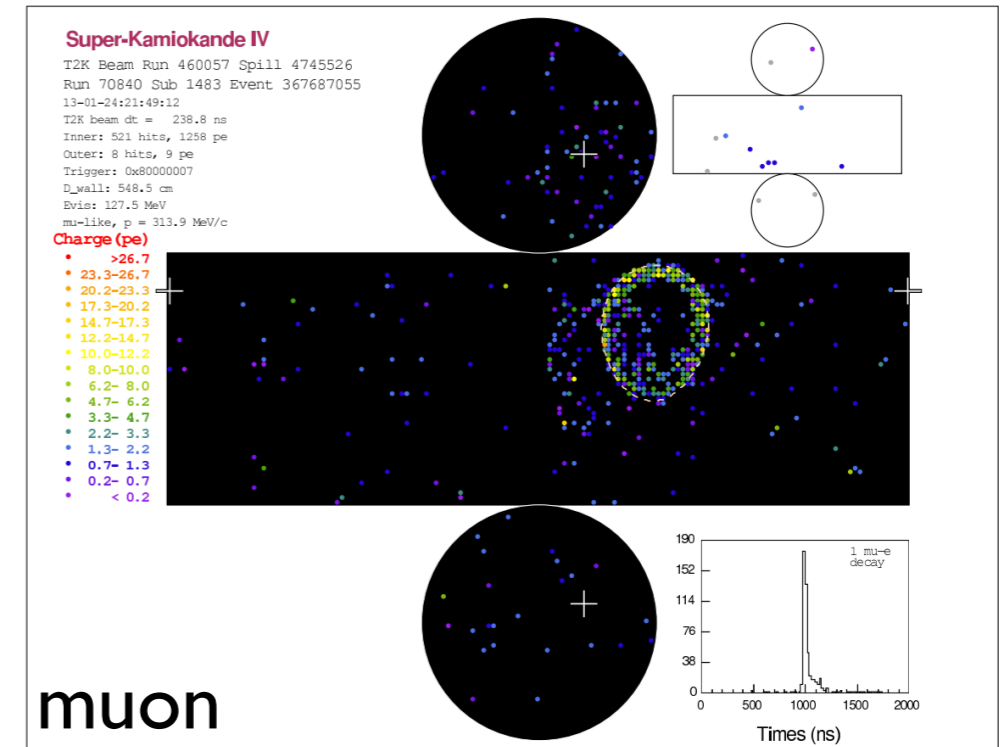 Super-Kamiokande IV
T2K Beam Run 460057 Spill 4745526
Run 70840 Sub 1483 Event 367687055
13-01-24:21:49:12
T2K beam dt = 238.8 ns
Inner: 521 hits, 1258 pe
Outer: 8 hits, 9 pe
Trigger: 0x80000007
D_wall: 548.5 cm
Evis: 127.5 MeV
mu-like, p = 313.9 MeV/c
Charge(pe)
>26.7
23.3-26.7
20.2-23.3
17.3-20.2
14.7-17.3
12.2-14.7
10.0-12.2
8.0-10.0
6.2- 8.0
4.7- 6.2
3.3- 4.7
2.2- 3.3
1.3- 2.2
0.7- 1.3
0.2- 0.7
< 0.2
muon
190
152
114
76
38
0
1 mu-e
decay
0 500 1000 1500 2000
Times (ns)